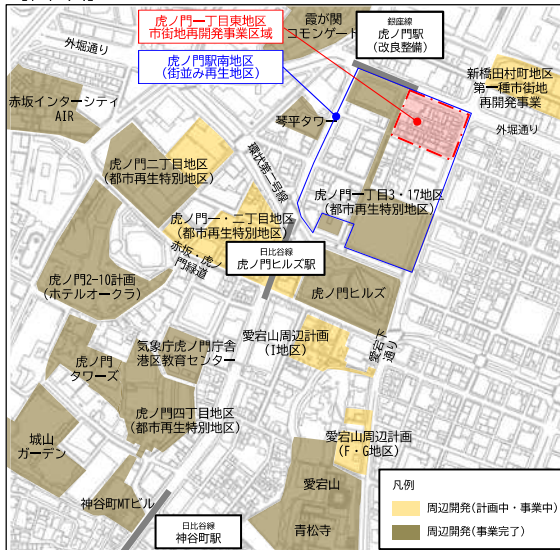 虎ノ門一丁目東地区
市街地再開発事業区域
霞が関
コモンゲート
銀座線
虎ノ門駅
(改良整備)
外堀通り
虎ノ門駅南地区
(街並み再生地区)
新橋田村町地区
第一種市街地
再開発事業
赤坂インターシティ
AIR
琴平タワー
外堀通り
環状第二号線
虎ノ門二丁目地区
(都市再生特別地区)
虎ノ門一丁目3・17地区
(都市再生特別地区)
虎ノ門一・二丁目地区
(都市再生特別地区)
赤坂・虎ノ
門緑道
日比谷線
虎ノ門ヒルズ駅
虎ノ門2-10計画
(ホテルオークラ)
虎ノ門ヒルズ
愛宕下
通り
気象庁虎ノ門庁舎
港区教育センター
愛宕山周辺計画
(I地区)
虎ノ門
タワーズ
虎ノ門四丁目地区
(都市再生特別地区)
愛宕山周辺計画
(F・G地区)
城山
ガーデン
神谷町MTビル
愛宕山
青松寺
日比谷線
神谷町駅
凡例
周辺開発(計画中・事業中)
周辺開発(事業完了)